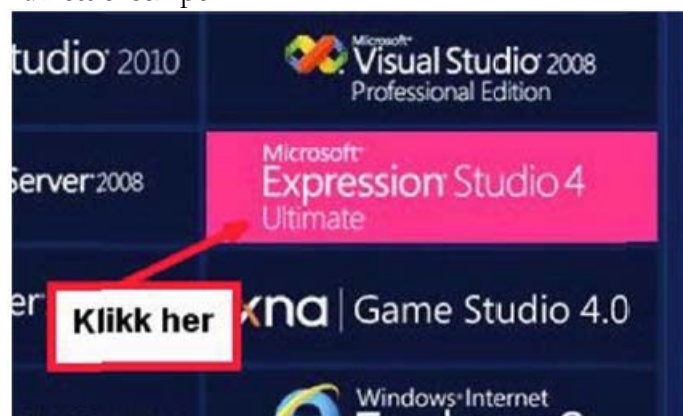 tudio 2010
Microsoft
Visual Studio 2008
Professional Edition
Server 2008
Microsoft
Expression Studio 4
Ultimate
er
Klikk her
xna Game Studio 4.0
Windows Internet